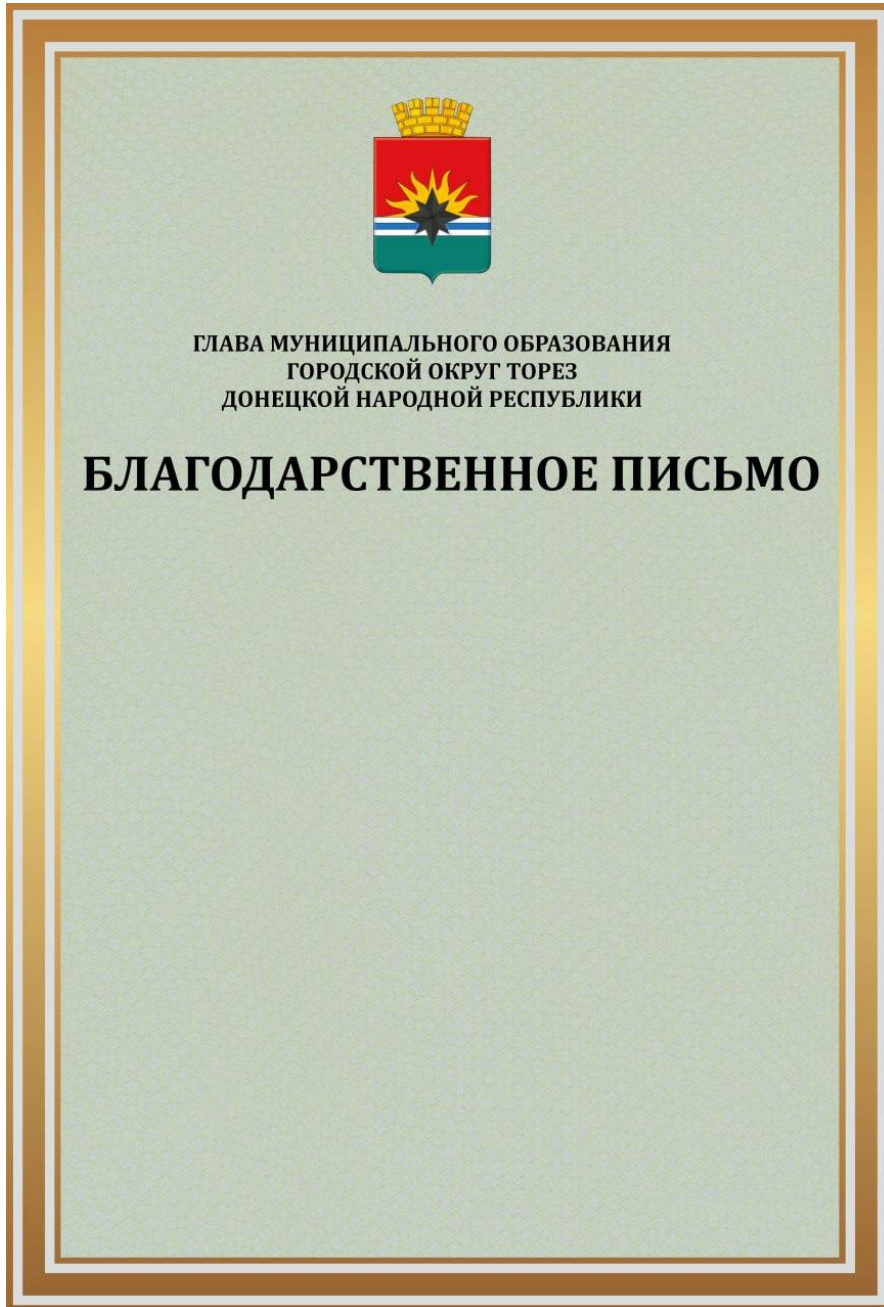 ГЛАВА МУНИЦИПАЛЬНОГО ОБРАЗОВАНИЯ
ГОРОДСКОЙ ОКРУГ ТОРЕЗ
ДОНЕЦКОЙ НАРОДНОЙ РЕСПУБЛИКИ
БЛАГОДАРСТВЕННОЕ ПИСЬМО